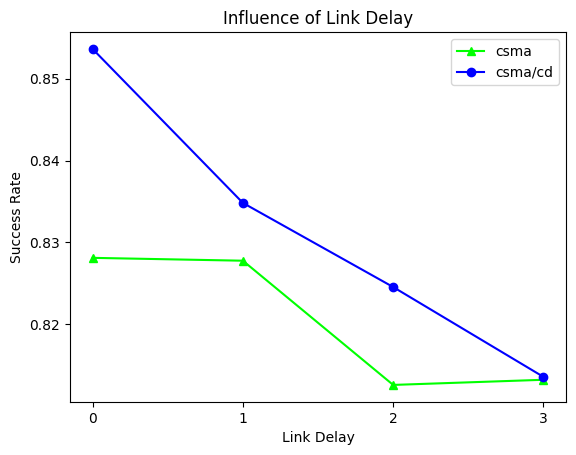 Influence of Link Delay
csma
csma/cd
0.85
0.84
0.83
0.82
Success Rate
0
1
2
3
Link Delay